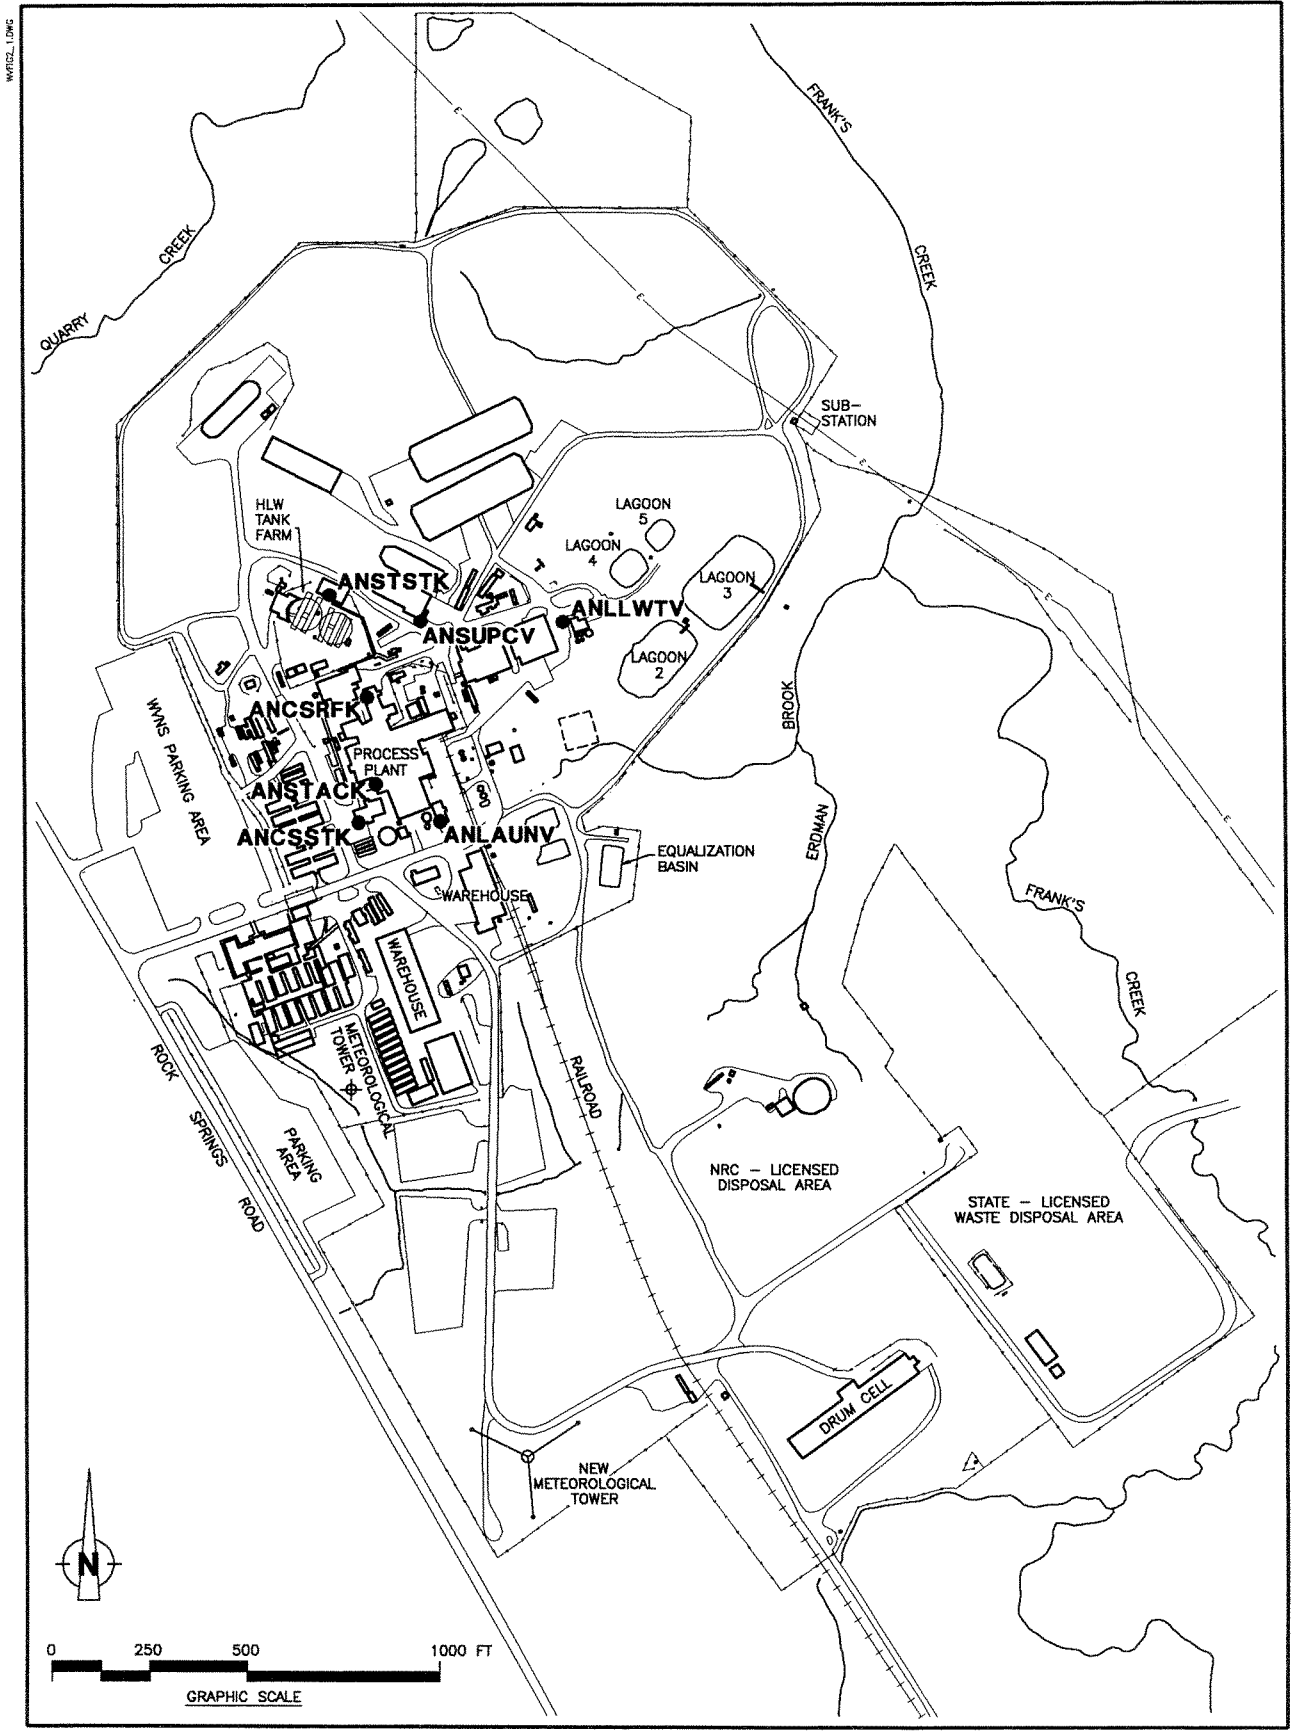 WVFIG2_1.DWG
FRANK'S
CREEK
QUARRY
CREEK
SUB-
STATION
HLW
TANK
FARM
LAGOON
5
LAGOON
4
LAGOON
3
ANSTSTK
ANLLWTV
ANSUPCV
LAGOON
2
ANCSRFK
BROOK
WVNS PARKING AREA
PROCESS
PLANT
ANSTACK
ANCSSTK
ANLAUNV
ERDMAN
EQUALIZATION
BASIN
WAREHOUSE
FRANK'S
CREEK
WAREHOUSE
METEOROLOGICAL
TOWER
ROCK
SPRINGS
ROAD
RAILROAD
PARKING
AREA
NRC – LICENSED
DISPOSAL AREA
STATE – LICENSED
WASTE DISPOSAL AREA
DRUM CELL
NEW
METEOROLOGICAL
TOWER
N
0 250 500 1000 FT
GRAPHIC SCALE